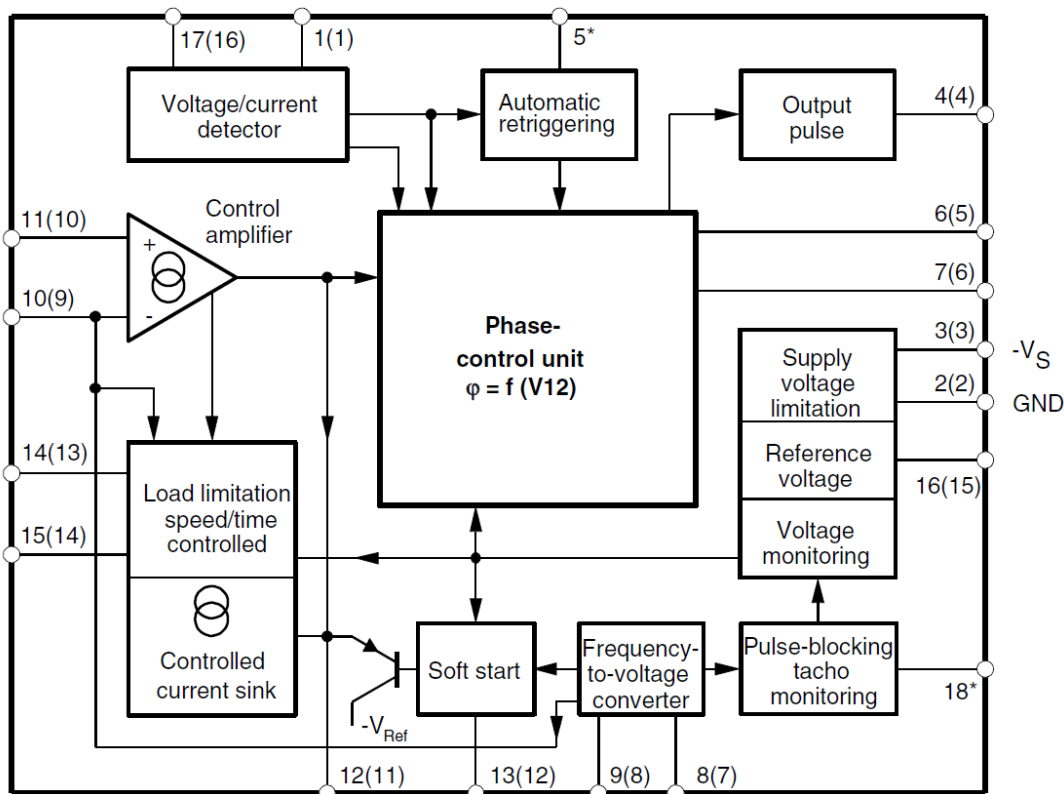 17(16)
1(1)
5*
Voltage/current
detector
Automatic
retriggering
Output
pulse
4(4)
11(10)
Control
amplifier
+
-
10(9)
6(5)
7(6)
Phase-
control unit
φ = f (V12)
3(3)
-VS
Supply
voltage
limitation
2(2)
GND
Reference
voltage
16(15)
Voltage
monitoring
14(13)
Load limitation
speed/time
controlled
15(14)
Controlled
current sink
Soft start
Frequency-
to-voltage
converter
Pulse-blocking
tacho
monitoring
18*
-VRef
12(11)
13(12)
9(8)
8(7)